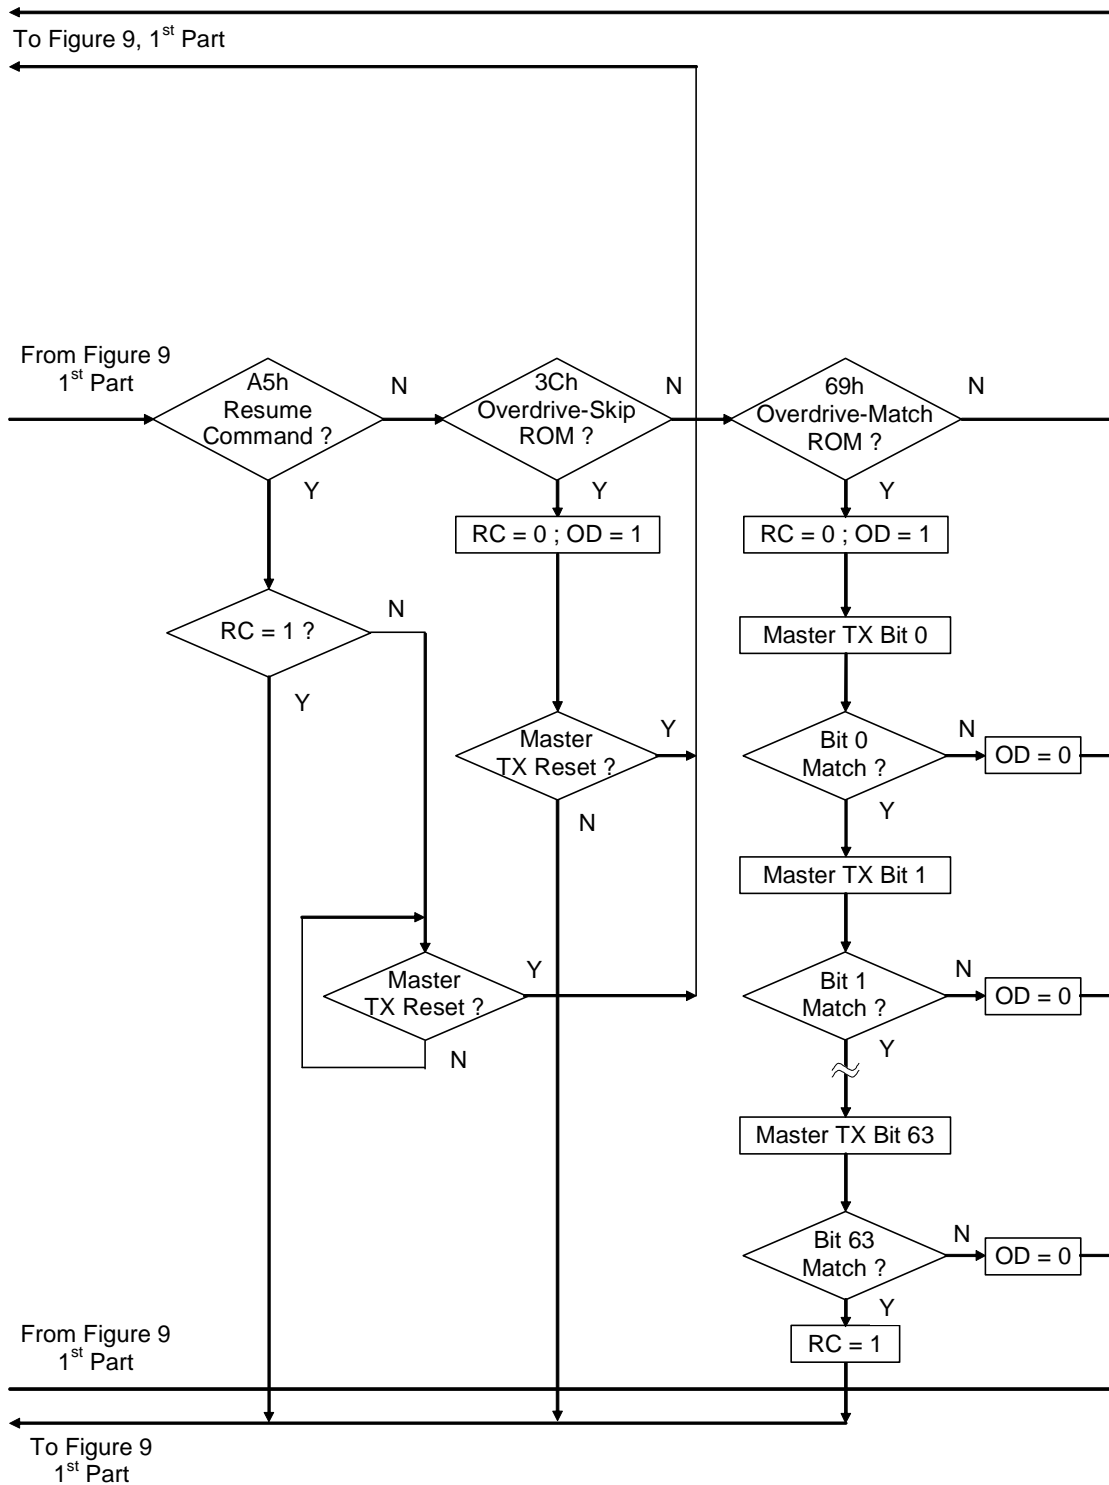 To Figure 9, 1st Part
From Figure 9
1st Part
A5h
Resume
Command ?
N
3Ch
Overdrive-Skip
ROM ?
N
69h
Overdrive-Match
ROM ?
N
Y
Y
Y
RC = 0 ; OD = 1
RC = 0 ; OD = 1
RC = 1 ?
N
Y
Master TX Bit 0
Master
TX Reset ?
Y
N
Bit 0
Match ?
N
OD = 0
Y
Master TX Bit 1
Master
TX Reset ?
Y
N
Bit 1
Match ?
N
OD = 0
Y
Master TX Bit 63
Bit 63
Match ?
N
OD = 0
Y
RC = 1
From Figure 9
1st Part
To Figure 9
1st Part